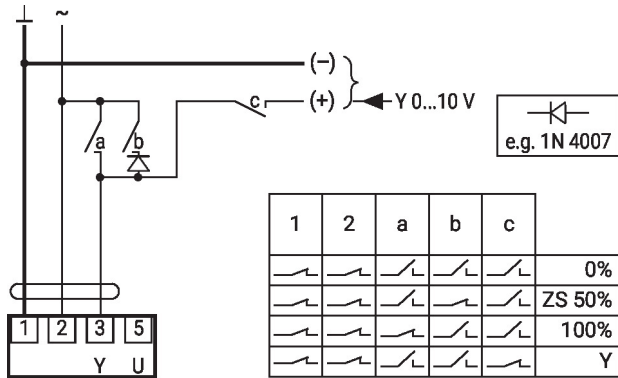 ⊥ ~
(–)
c (+) Y 0...10 V
a b
e.g. 1N 4007
1 2 a b c
0%
ZS 50%
100%
Y
1 2 3 5
Y U